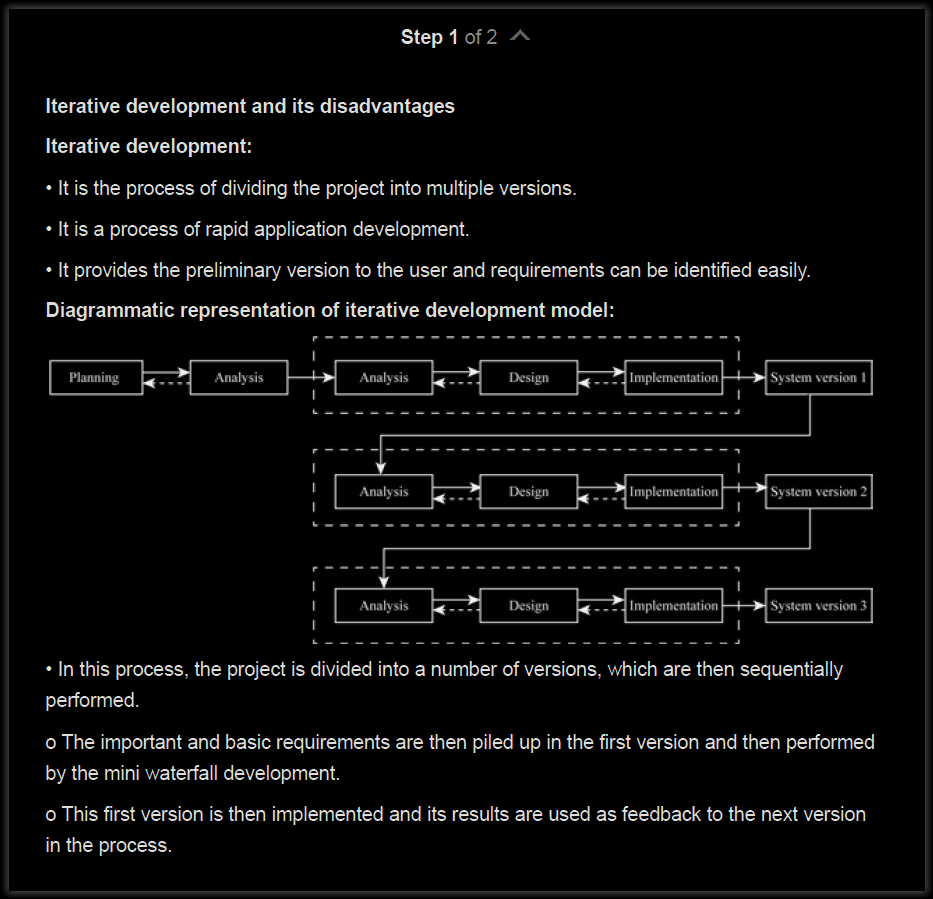 Step 1 of 2
Iterative development and its disadvantages
Iterative development:
• It is the process of dividing the project into multiple versions.
• It is a process of rapid application development.
• It provides the preliminary version to the user and requirements can be identified easily.
Diagrammatic representation of iterative development model:
Planning Analysis Analysis Design Implementation System version 1
Analysis Design Implementation System version 2
Analysis Design Implementation System version 3
• In this process, the project is divided into a number of versions, which are then sequentially
performed.
o The important and basic requirements are then piled up in the first version and then performed
by the mini waterfall development.
o This first version is then implemented and its results are used as feedback to the next version
in the process.